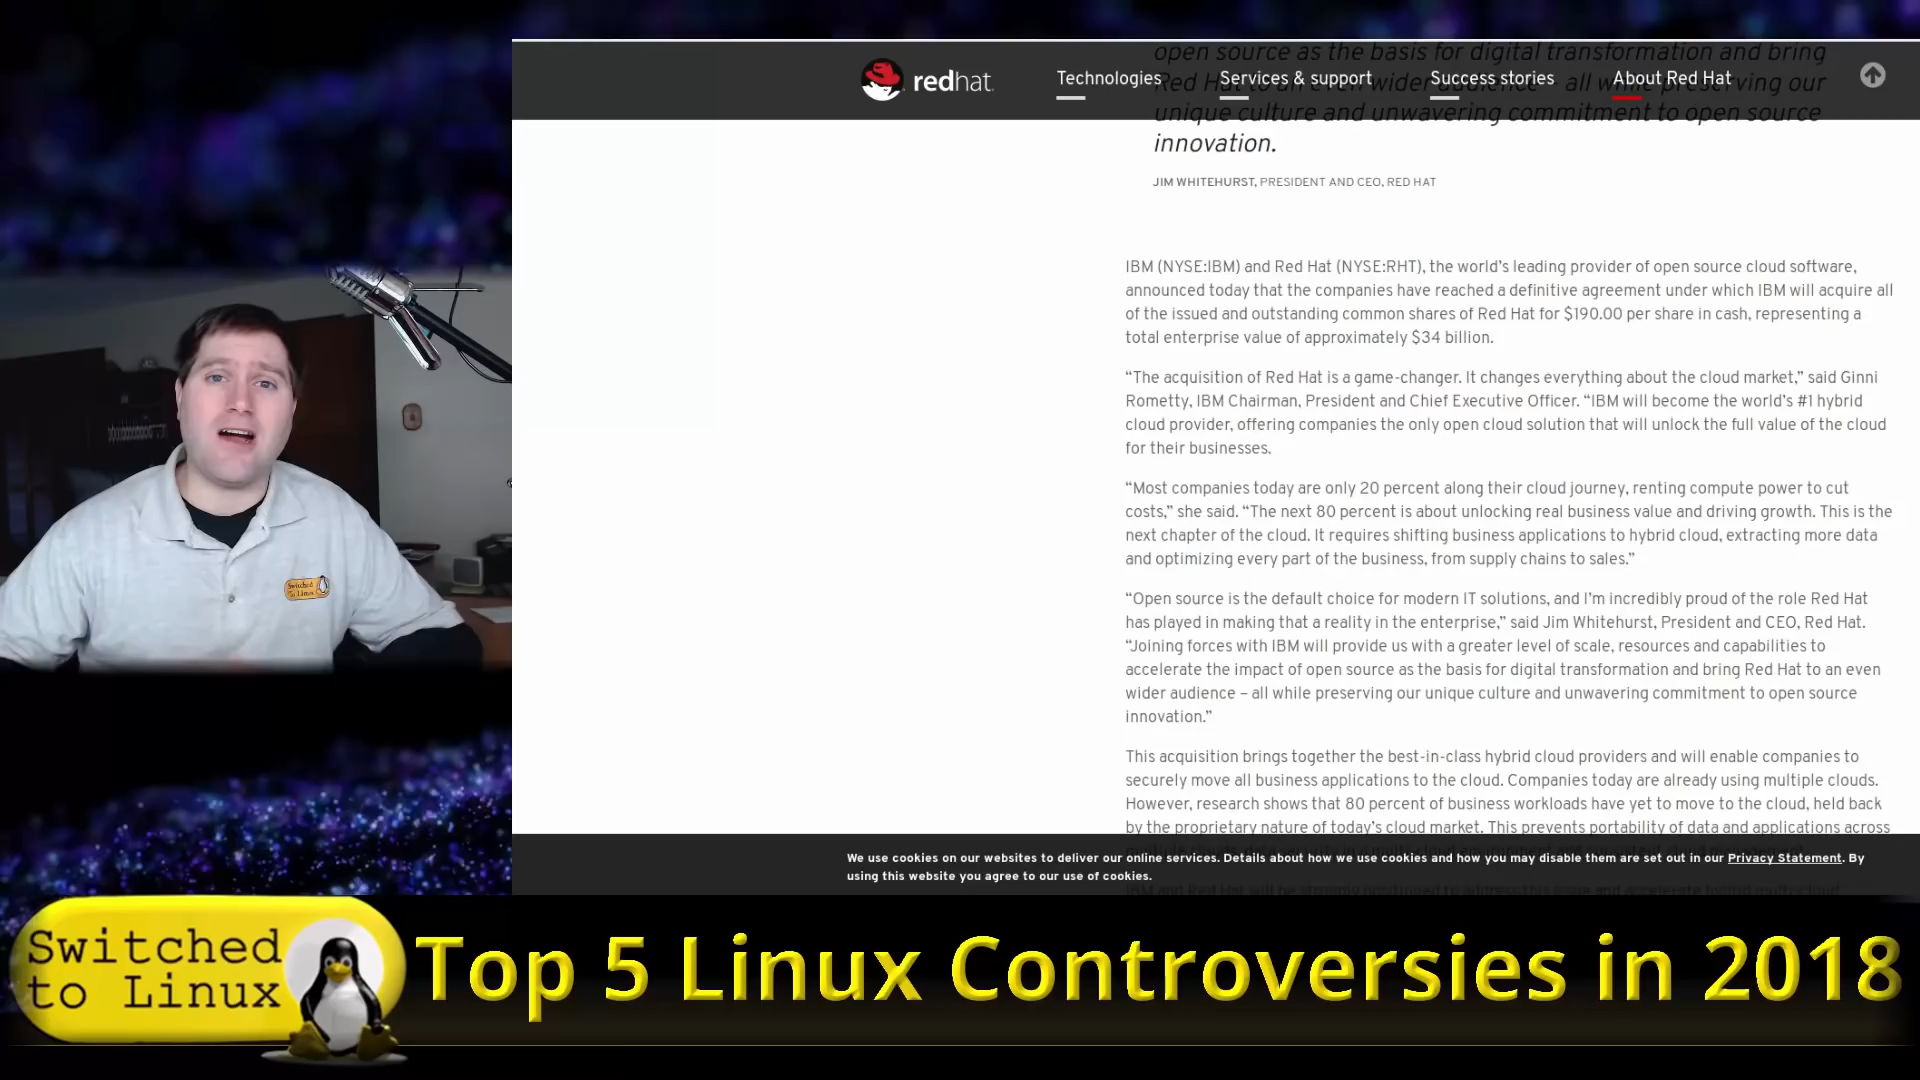 open source as the basis for digital transformation and bring
redhat.
Technologies
Services & support
Success stories
About Red Hat
Red Hat to an even wider audience – all while preserving our
unique culture and unwavering commitment to open source
innovation.
JIM WHITEHURST, PRESIDENT AND CEO, RED HAT
IBM (NYSE:IBM) and Red Hat (NYSE:RHT), the world’s leading provider of open source cloud software,
announced today that the companies have reached a definitive agreement under which IBM will acquire all
of the issued and outstanding common shares of Red Hat for $190.00 per share in cash, representing a
total enterprise value of approximately $34 billion.
“The acquisition of Red Hat is a game-changer. It changes everything about the cloud market,” said Ginni
Rometty, IBM Chairman, President and Chief Executive Officer. “IBM will become the world’s #1 hybrid
cloud provider, offering companies the only open cloud solution that will unlock the full value of the cloud
for their businesses.
“Most companies today are only 20 percent along their cloud journey, renting compute power to cut
costs,” she said. “The next 80 percent is about unlocking real business value and driving growth. This is the
next chapter of the cloud. It requires shifting business applications to hybrid cloud, extracting more data
and optimizing every part of the business, from supply chains to sales.”
“Open source is the default choice for modern IT solutions, and I’m incredibly proud of the role Red Hat
has played in making that a reality in the enterprise,” said Jim Whitehurst, President and CEO, Red Hat.
“Joining forces with IBM will provide us with a greater level of scale, resources and capabilities to
accelerate the impact of open source as the basis for digital transformation and bring Red Hat to an even
wider audience – all while preserving our unique culture and unwavering commitment to open source
innovation.”
This acquisition brings together the best-in-class hybrid cloud providers and will enable companies to
securely move all business applications to the cloud. Companies today are already using multiple clouds.
However, research shows that 80 percent of business workloads have yet to move to the cloud, held back
by the proprietary nature of today’s cloud market. This prevents portability of data and applications across
We use cookies on our websites to deliver our online services. Details about how we use cookies and how you may disable them are set out in our Privacy Statement. By
using this website you agree to our use of cookies.
Switched
To Linux
Switched
to Linux
Top 5 Linux Controversies in 2018